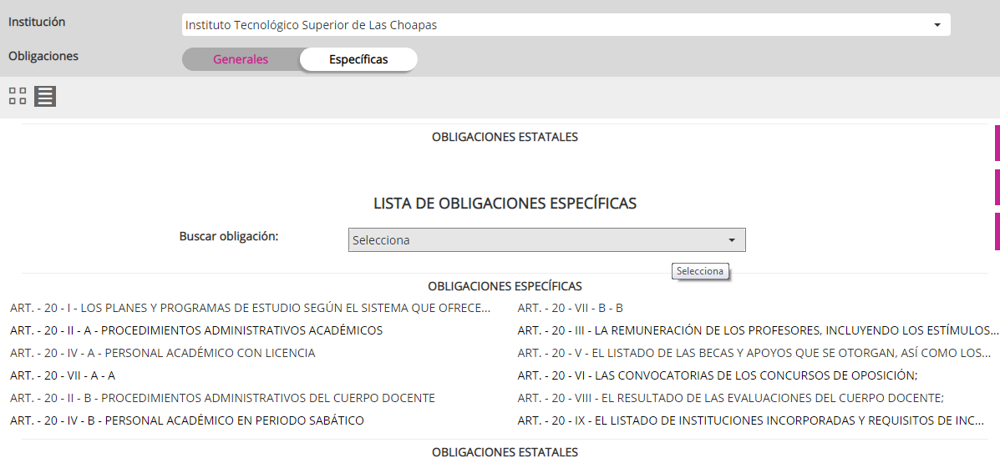 Institución
Instituto Tecnológico Superior de Las Choapas
Obligaciones
Generales
Específicas
OBLIGACIONES ESTATALES
LISTA DE OBLIGACIONES ESPECÍFICAS
Buscar obligación:
Selecciona
Selecciona
OBLIGACIONES ESPECÍFICAS
ART. - 20 - I - LOS PLANES Y PROGRAMAS DE ESTUDIO SEGÚN EL SISTEMA QUE OFRECE...
ART. - 20 - VII - B - B
ART. - 20 - II - A - PROCEDIMIENTOS ADMINISTRATIVOS ACADÉMICOS
ART. - 20 - III - LA REMUNERACIÓN DE LOS PROFESORES, INCLUYENDO LOS ESTÍMULOS...
ART. - 20 - IV - A - PERSONAL ACADÉMICO CON LICENCIA
ART. - 20 - V - EL LISTADO DE LAS BECAS Y APOYOS QUE SE OTORGAN, ASÍ COMO LOS...
ART. - 20 - VII - A - A
ART. - 20 - VI - LAS CONVOCATORIAS DE LOS CONCURSOS DE OPOSICIÓN;
ART. - 20 - II - B - PROCEDIMIENTOS ADMINISTRATIVOS DEL CUERPO DOCENTE
ART. - 20 - VIII - EL RESULTADO DE LAS EVALUACIONES DEL CUERPO DOCENTE;
ART. - 20 - IV - B - PERSONAL ACADÉMICO EN PERIODO SABÁTICO
ART. - 20 - IX - EL LISTADO DE INSTITUCIONES INCORPORADAS Y REQUISITOS DE INC...
OBLIGACIONES ESTATALES